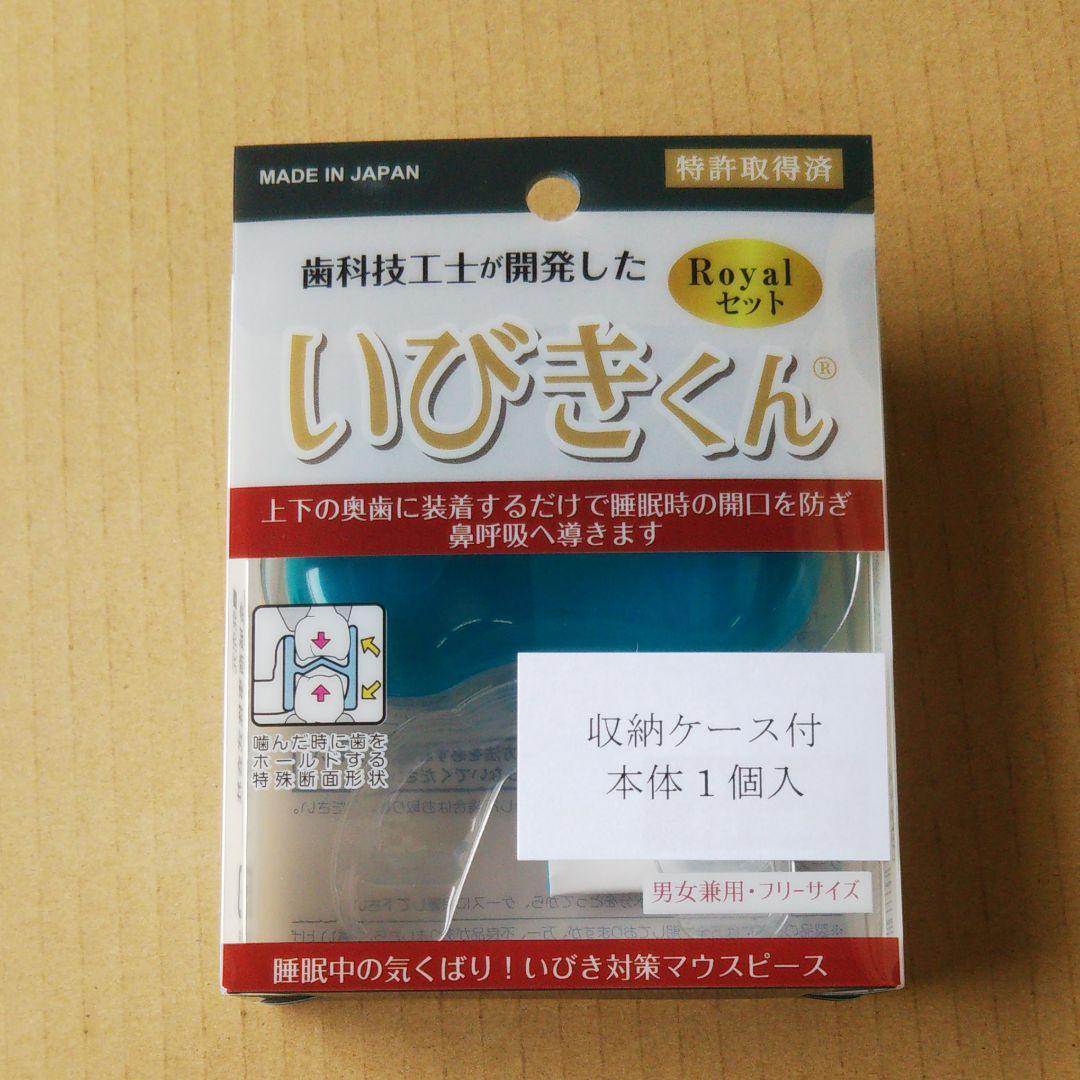 MADE IN JAPAN
特許取得済
歯科技工士が開発した
Royal
セット
いびきくん®
上下の奥歯に装着するだけで睡眠時の開口を防ぎ
鼻呼吸へ導きます
噛んだ時に歯を
ホールドする
特殊断面形状
収納ケース付
本体1個入
男女兼用・フリーサイズ
睡眠中の気くばり！いびき対策マウスピース